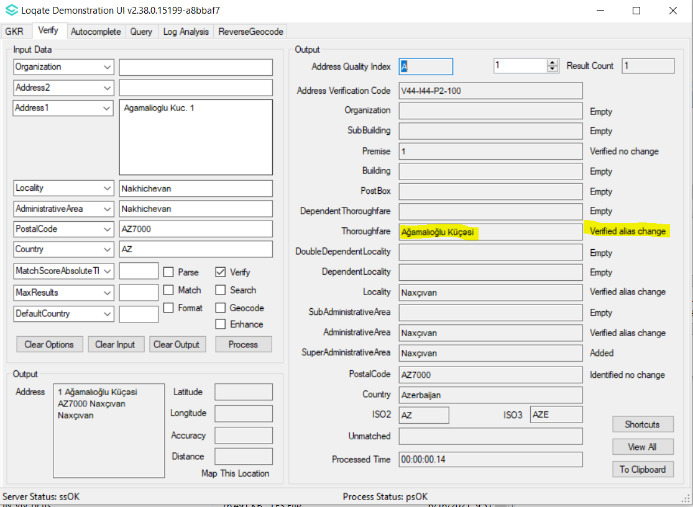 Loqate Demonstration UI v2.38.0.15199-a8bbaf7
GKR Verify Autocomplete Query Log Analysis ReverseGeocode
Input Data
Organization
Address2
Address1 Agamalioglu Kuc. 1
Locality Nakhichevan
AdministrativeArea Nakhichevan
PostalCode AZ7000
Country AZ
MatchScoreAbsoluteTl Parse Verify
MaxResults Match Search
DefaultCountry Format Geocode
Enhance
Clear Options Clear Input Clear Output Process
Output
Address 1 Ağamalıoğlu Küçəsi
AZ7000 Naxçıvan
Naxçıvan
Latitude
Longitude
Accuracy
Distance
Map This Location
Output
Address Quality Index A 1 Result Count 1
Address Verification Code V44-I44-P2-100
Organization Empty
SubBuilding Empty
Premise 1 Verified no change
Building Empty
PostBox Empty
DependentThoroughfare Empty
Thoroughfare Ağamalıoğlu Küçəsi Verified alias change
DoubleDependentLocality Empty
DependentLocality Empty
Locality Naxçıvan Verified alias change
SubAdministrativeArea Empty
AdministrativeArea Naxçıvan Verified alias change
SuperAdministrativeArea Naxçıvan Added
PostalCode AZ7000 Identified no change
Country Azerbaijan
ISO2 AZ ISO3 AZE
Unmatched
Processed Time 00:00:00.14
Shortcuts
View All
To Clipboard
Server Status: ssOK Process Status: psOK